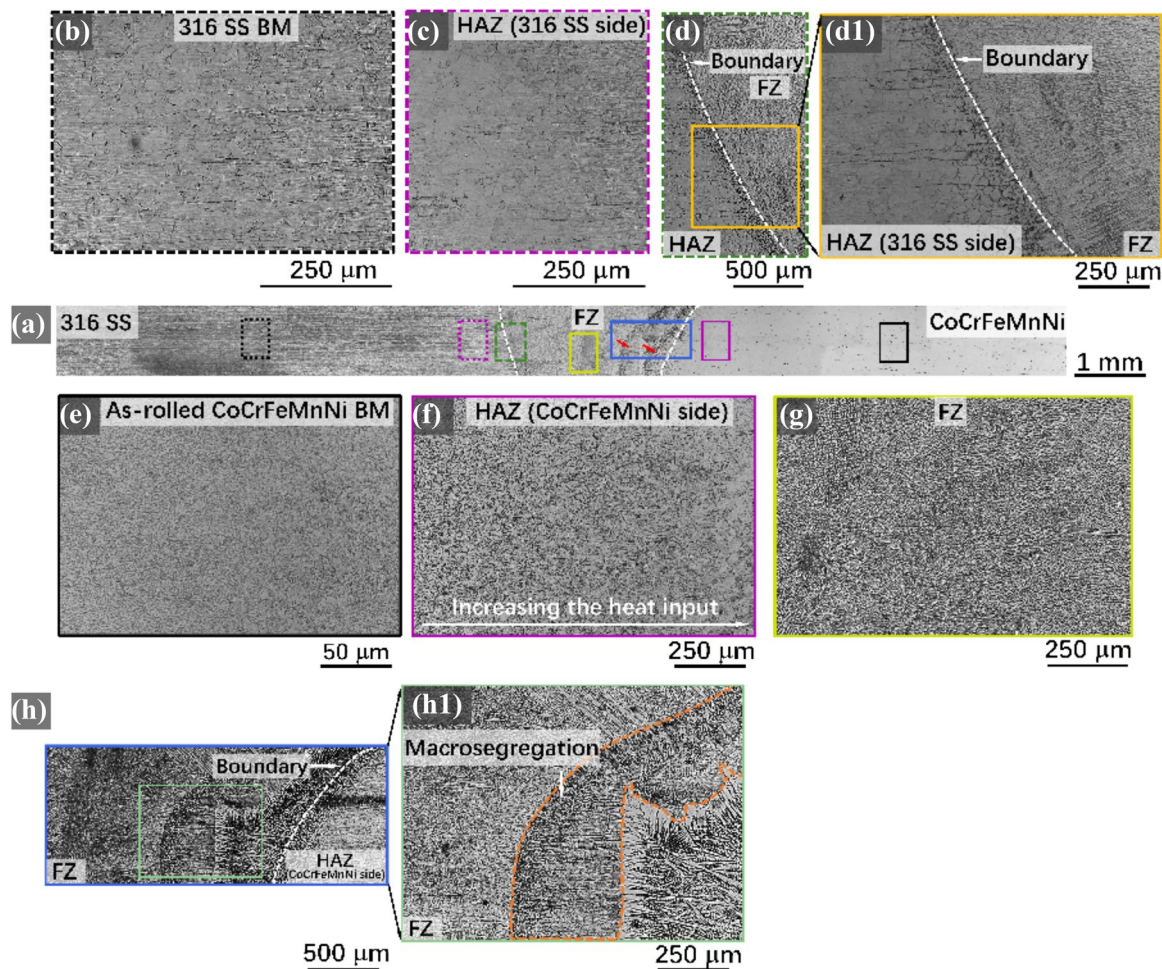 (b)
316 SS BM
250 μm
(c)
HAZ (316 SS side)
250 μm
(d)
Boundary
FZ
HAZ
500 μm
(d1)
Boundary
HAZ (316 SS side)
FZ
250 μm
(a)
316 SS
FZ
CoCrFeMnNi
1 mm
(e)
As-rolled CoCrFeMnNi BM
50 μm
(f)
HAZ (CoCrFeMnNi side)
Increasing the heat input
250 μm
(g)
FZ
250 μm
(h)
Boundary
FZ
HAZ
(CoCrFeMnNi side)
500 μm
(h1)
Macrosegregation
FZ
250 μm